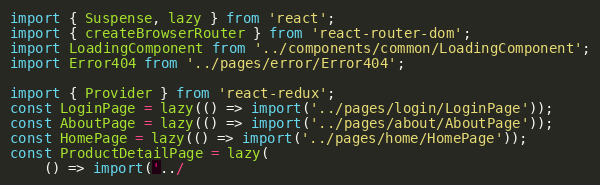 import { Suspense, lazy } from 'react';
import { createBrowserRouter } from 'react-router-dom';
import LoadingComponent from '../components/common/LoadingComponent';
import Error404 from '../pages/error/Error404';

import { Provider } from 'react-redux';
const LoginPage = lazy(() => import('../pages/login/LoginPage'));
const AboutPage = lazy(() => import('../pages/about/AboutPage'));
const HomePage = lazy(() => import('../pages/home/HomePage'));
const ProductDetailPage = lazy(
    () => import('../